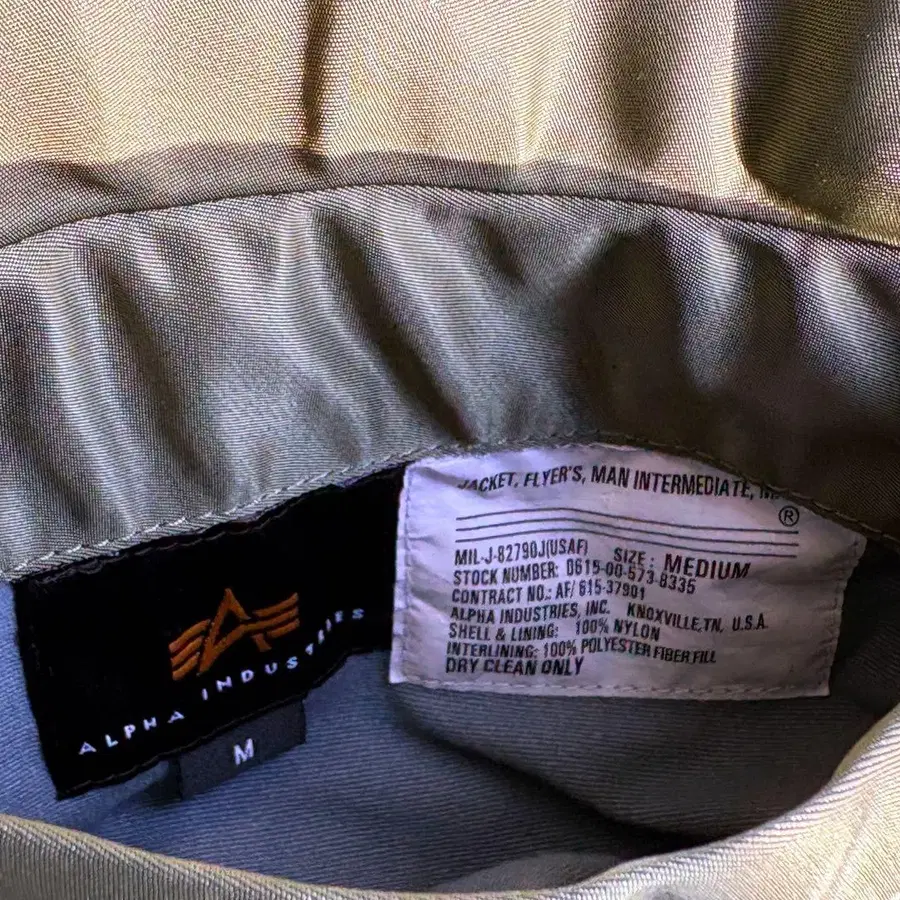 ALPHA INDUSTRIES
M
JACKET, FLYER'S, MAN INTERMEDIATE,
®
MIL-J-82790J(USAF) SIZE: MEDIUM
STOCK NUMBER: 0615-00-573-8335
CONTRACT NO.: AF/ 615-37901
ALPHA INDUSTRIES, INC. KNOXVILLE, TN, U.S.A.
SHELL & LINING: 100% NYLON
INTERLINING: 100% POLYESTER FIBER FILL
DRY CLEAN ONLY